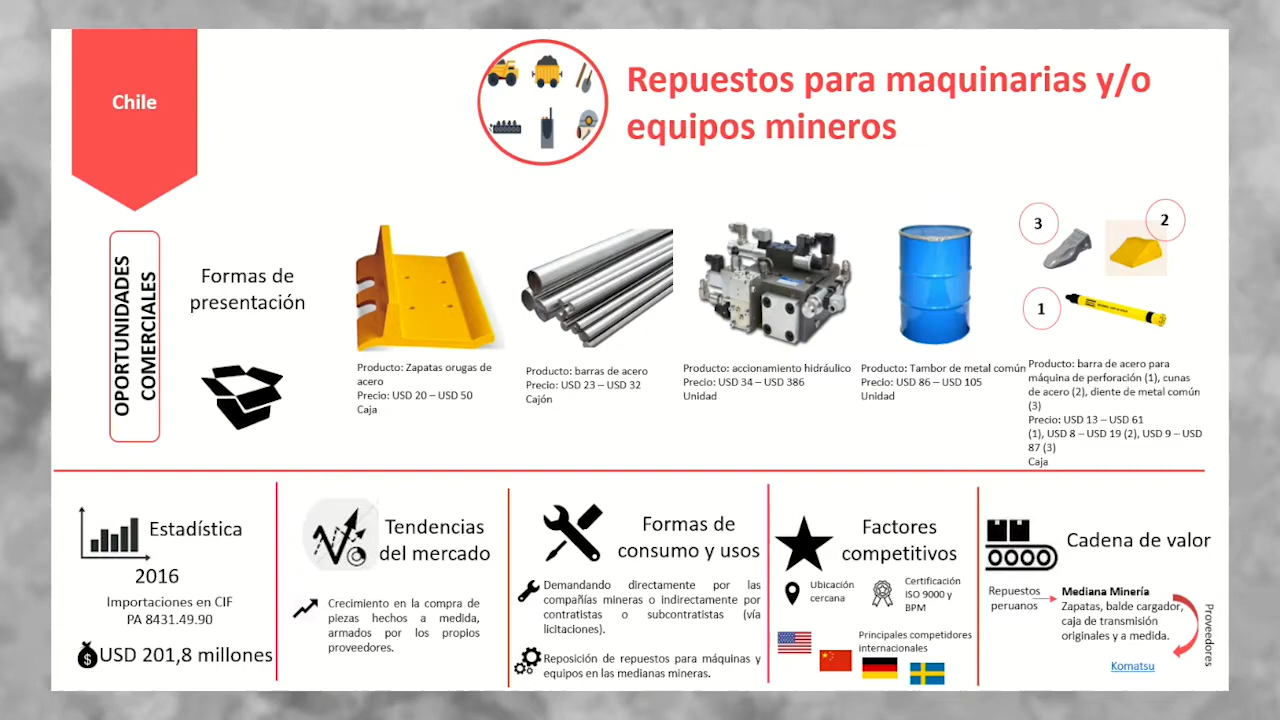 Chile
Repuestos para maquinarias y/o
equipos mineros
OPORTUNIDADES
COMERCIALES
Formas de
presentación
Producto: Zapatas orugas de
acero
Precio: USD 20 – USD 50
Caja
Producto: barras de acero
Precio: USD 23 – USD 32
Cajón
Producto: accionamiento hidráulico
Precio: USD 34 – USD 386
Unidad
Producto: Tambor de metal común
Precio: USD 86 – USD 105
Unidad
3
2
1
Producto: barra de acero para
máquina de perforación (1), cunas
de acero (2), diente de metal común
(3)
Precio: USD 13 – USD 61
(1), USD 8 – USD 19 (2), USD 9 – USD
87 (3)
Caja
Estadística
2016
Importaciones en CIF
PA 8431.49.90
$
USD 201,8 millones
Tendencias
del mercado
Crecimiento en la compra de
piezas hechos a medida,
armados por los propios
proveedores.
Formas de
consumo y usos
Demandando directamente por las
compañías mineras o indirectamente por
contratistas o subcontratistas (vía
licitaciones).
Reposición de repuestos para máquinas y
equipos en las medianas mineras.
Factores
competitivos
Ubicación
cercana
Certificación
ISO 9000 y
BPM
Principales competidores
internacionales
Cadena de valor
Repuestos
peruanos
Mediana Minería
Zapatas, balde cargador,
caja de transmisión
originales y a medida.
Proveedores
Komatsu